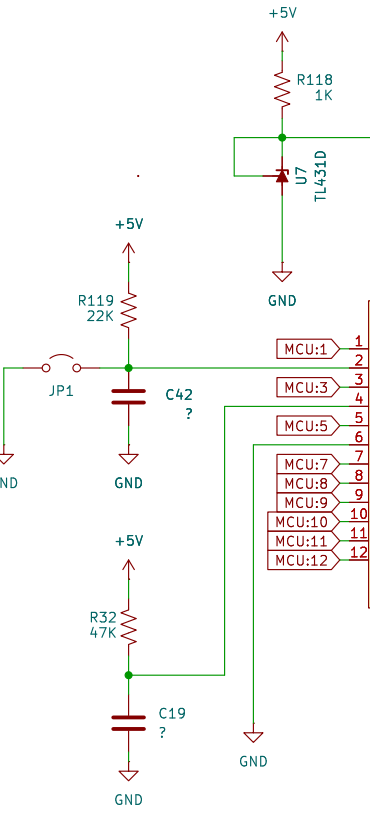 +5V
R118
1K
U7
TL431D
GND
+5V
R119
22K
JP1
C42
?
ND
GND
MCU:1
1
2
MCU:3
3
4
MCU:5
5
6
MCU:7
7
MCU:8
8
MCU:9
9
MCU:10
10
MCU:11
11
MCU:12
12
+5V
R32
47K
C19
?
GND
GND